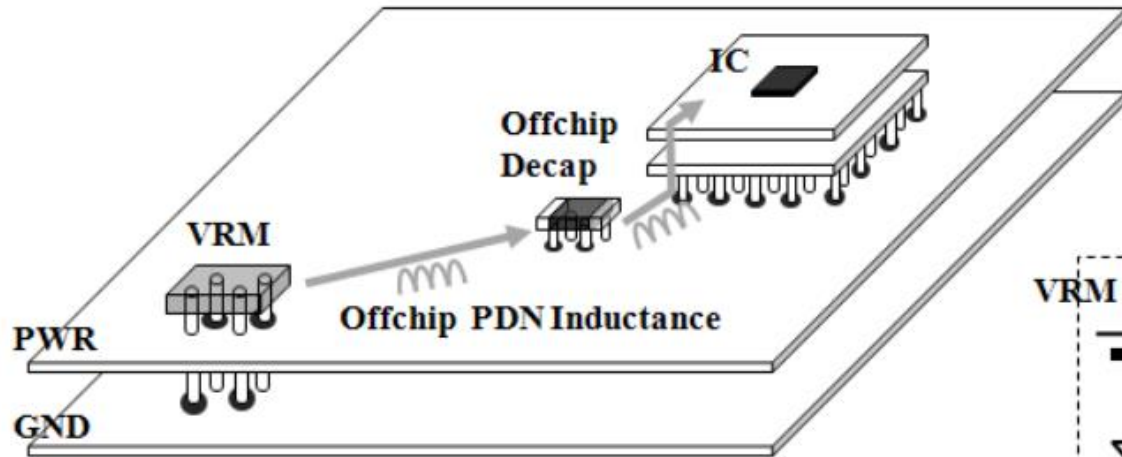 IC
Offchip
Decap
VRM
Offchip PDN Inductance
VRM
PWR
GND